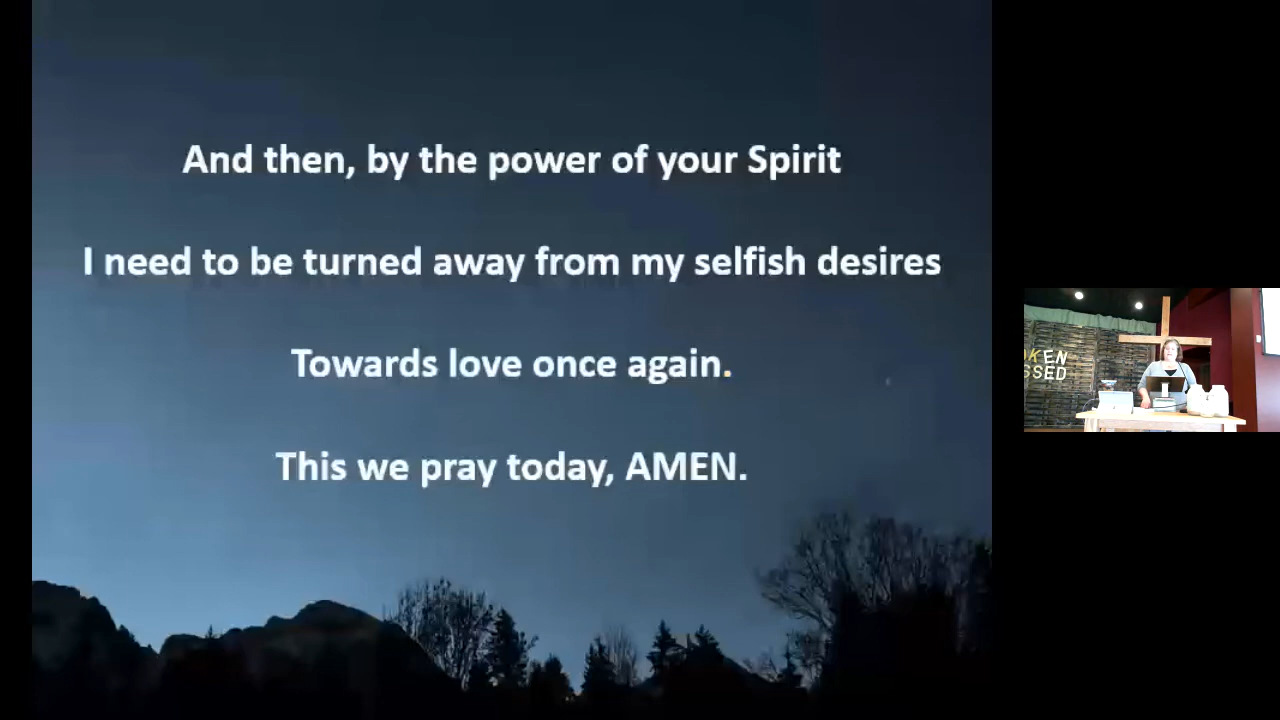 And then, by the power of your Spirit
I need to be turned away from my selfish desires
Towards love once again.
This we pray today, AMEN.